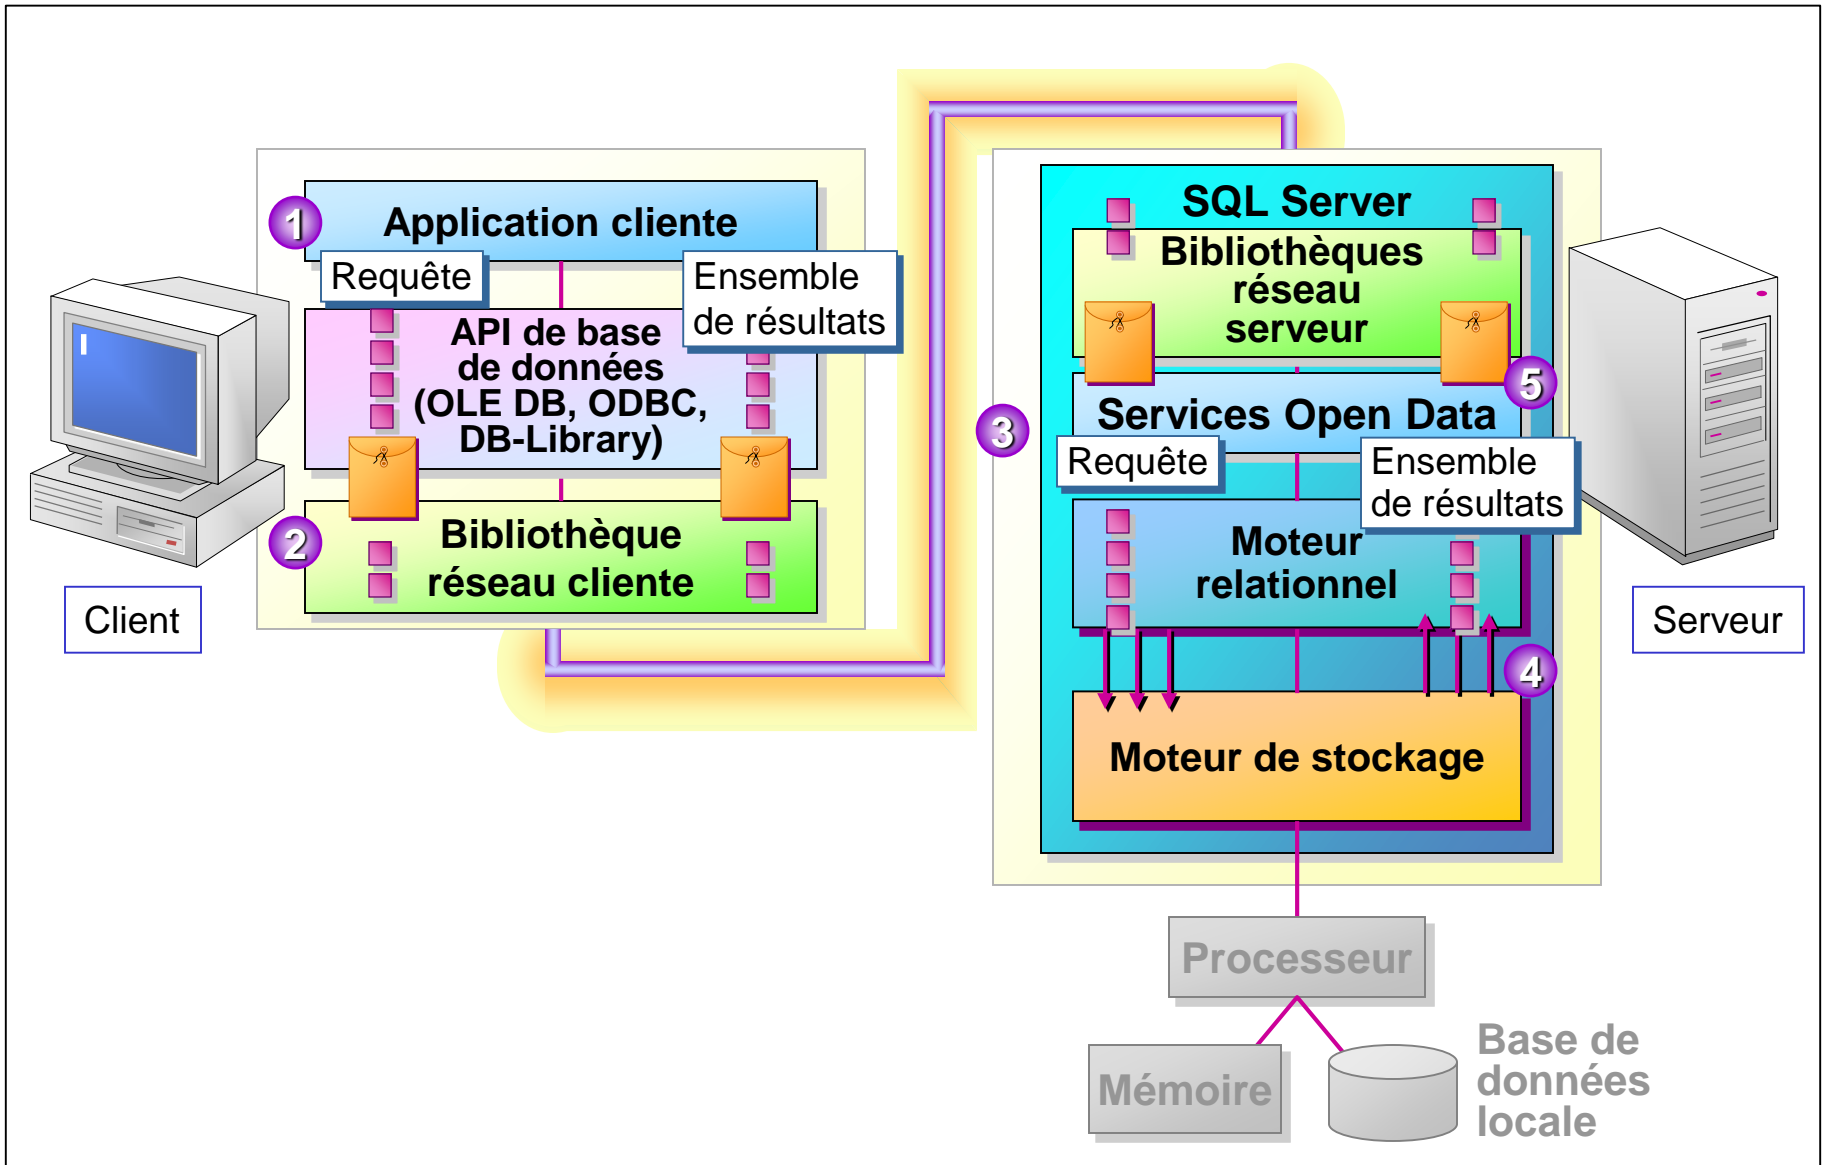 1
Application cliente
Requête
Ensemble
de résultats
API de base
de données
(OLE DB, ODBC,
DB-Library)
2
Bibliothèque
réseau cliente
Client
3
SQL Server
Bibliothèques
réseau
serveur
5
Services Open Data
Requête
Ensemble
de résultats
Moteur
relationnel
4
Moteur de stockage
Serveur
Processeur
Mémoire
Base de
données
locale